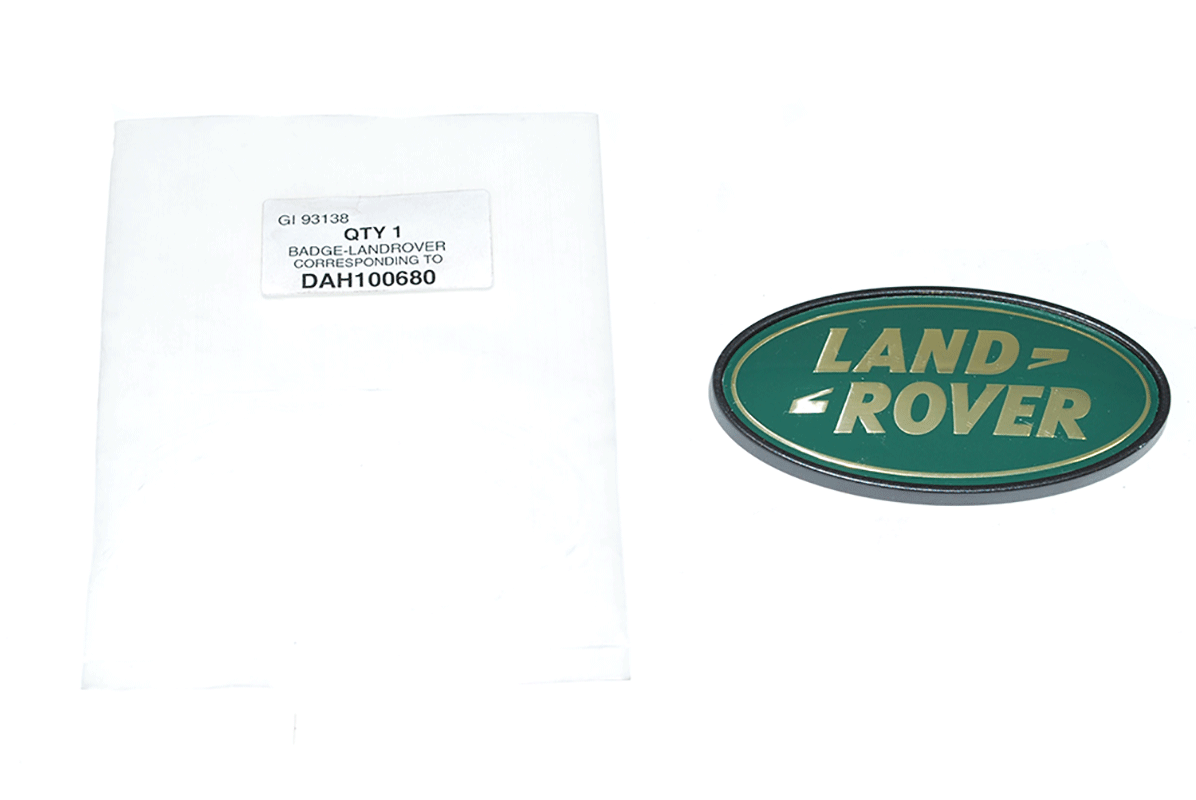 GI 93138
QTY 1
BADGE-LANDROVER
CORRESPONDING TO
DAH100680
LAND
ROVER